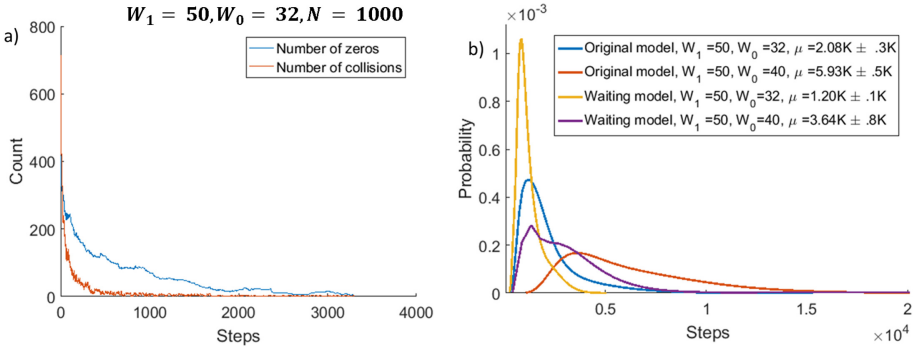 W₁ = 50, W₀ = 32, N = 1000
a)
800
600
400
200
0
Count
Number of zeros
Number of collisions
0 1000 2000 3000 4000
Steps
b)
×10⁻³
1
0.8
0.6
0.4
0.2
0
Probability
Original model, W₁ =50, W₀ =32, μ =2.08K ± .3K
Original model, W₁ =50, W₀ =40, μ =5.93K ± .5K
Waiting model, W₁ =50, W₀=32, μ =1.20K ± .1K
Waiting model, W₁ =50, W₀=40, μ =3.64K ± .8K
0.5 1 1.5 2
Steps
×10⁴